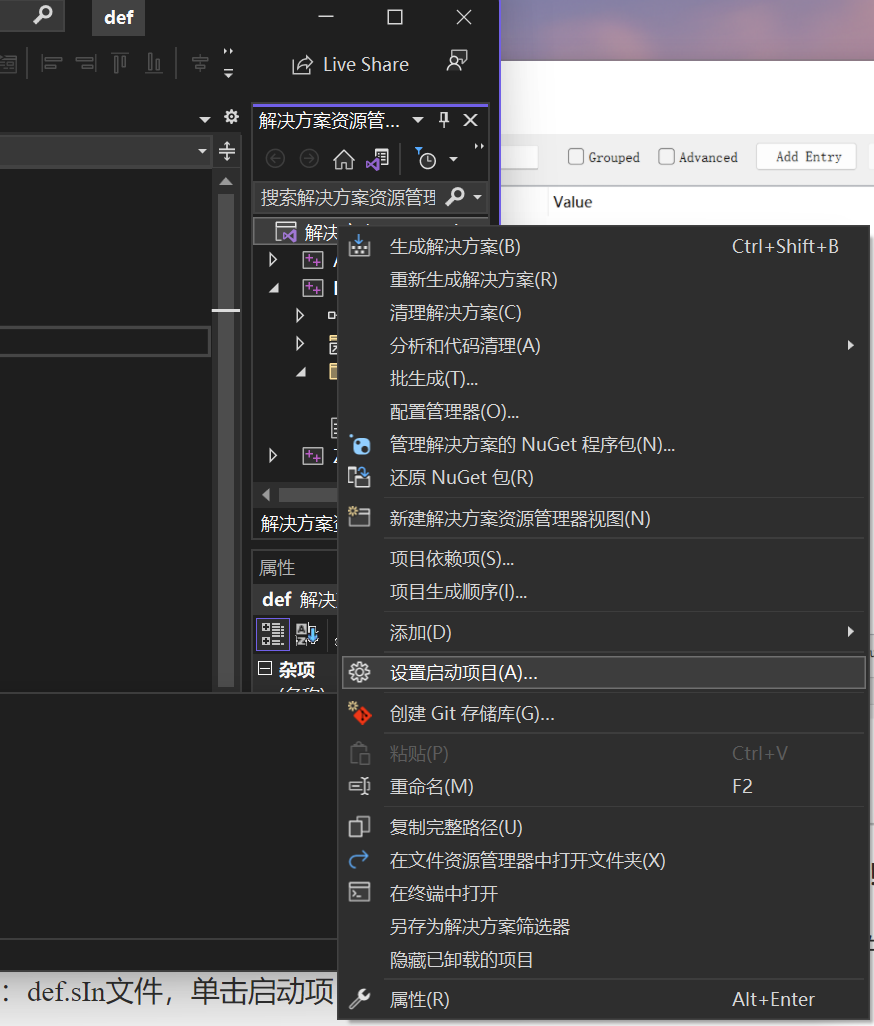 def
Live Share
解决方案资源管...
搜索解决方案资源管理
Grouped
Advanced
Add Entry
Value
解决
生成解决方案(B) Ctrl+Shift+B
重新生成解决方案(R)
清理解决方案(C)
分析和代码清理(A)
批生成(T)...
配置管理器(O)...
管理解决方案的 NuGet 程序包(N)...
还原 NuGet 包(R)
新建解决方案资源管理器视图(N)
项目依赖项(S)...
项目生成顺序(I)...
添加(D)
设置启动项目(A)...
创建 Git 存储库(G)...
粘贴(P) Ctrl+V
重命名(M) F2
复制完整路径(U)
在文件资源管理器中打开文件夹(X)
在终端中打开
另存为解决方案筛选器
隐藏已卸载的项目
属性(R) Alt+Enter
解决方案
属性
def 解决
杂项
：def.sIn文件，单击启动项